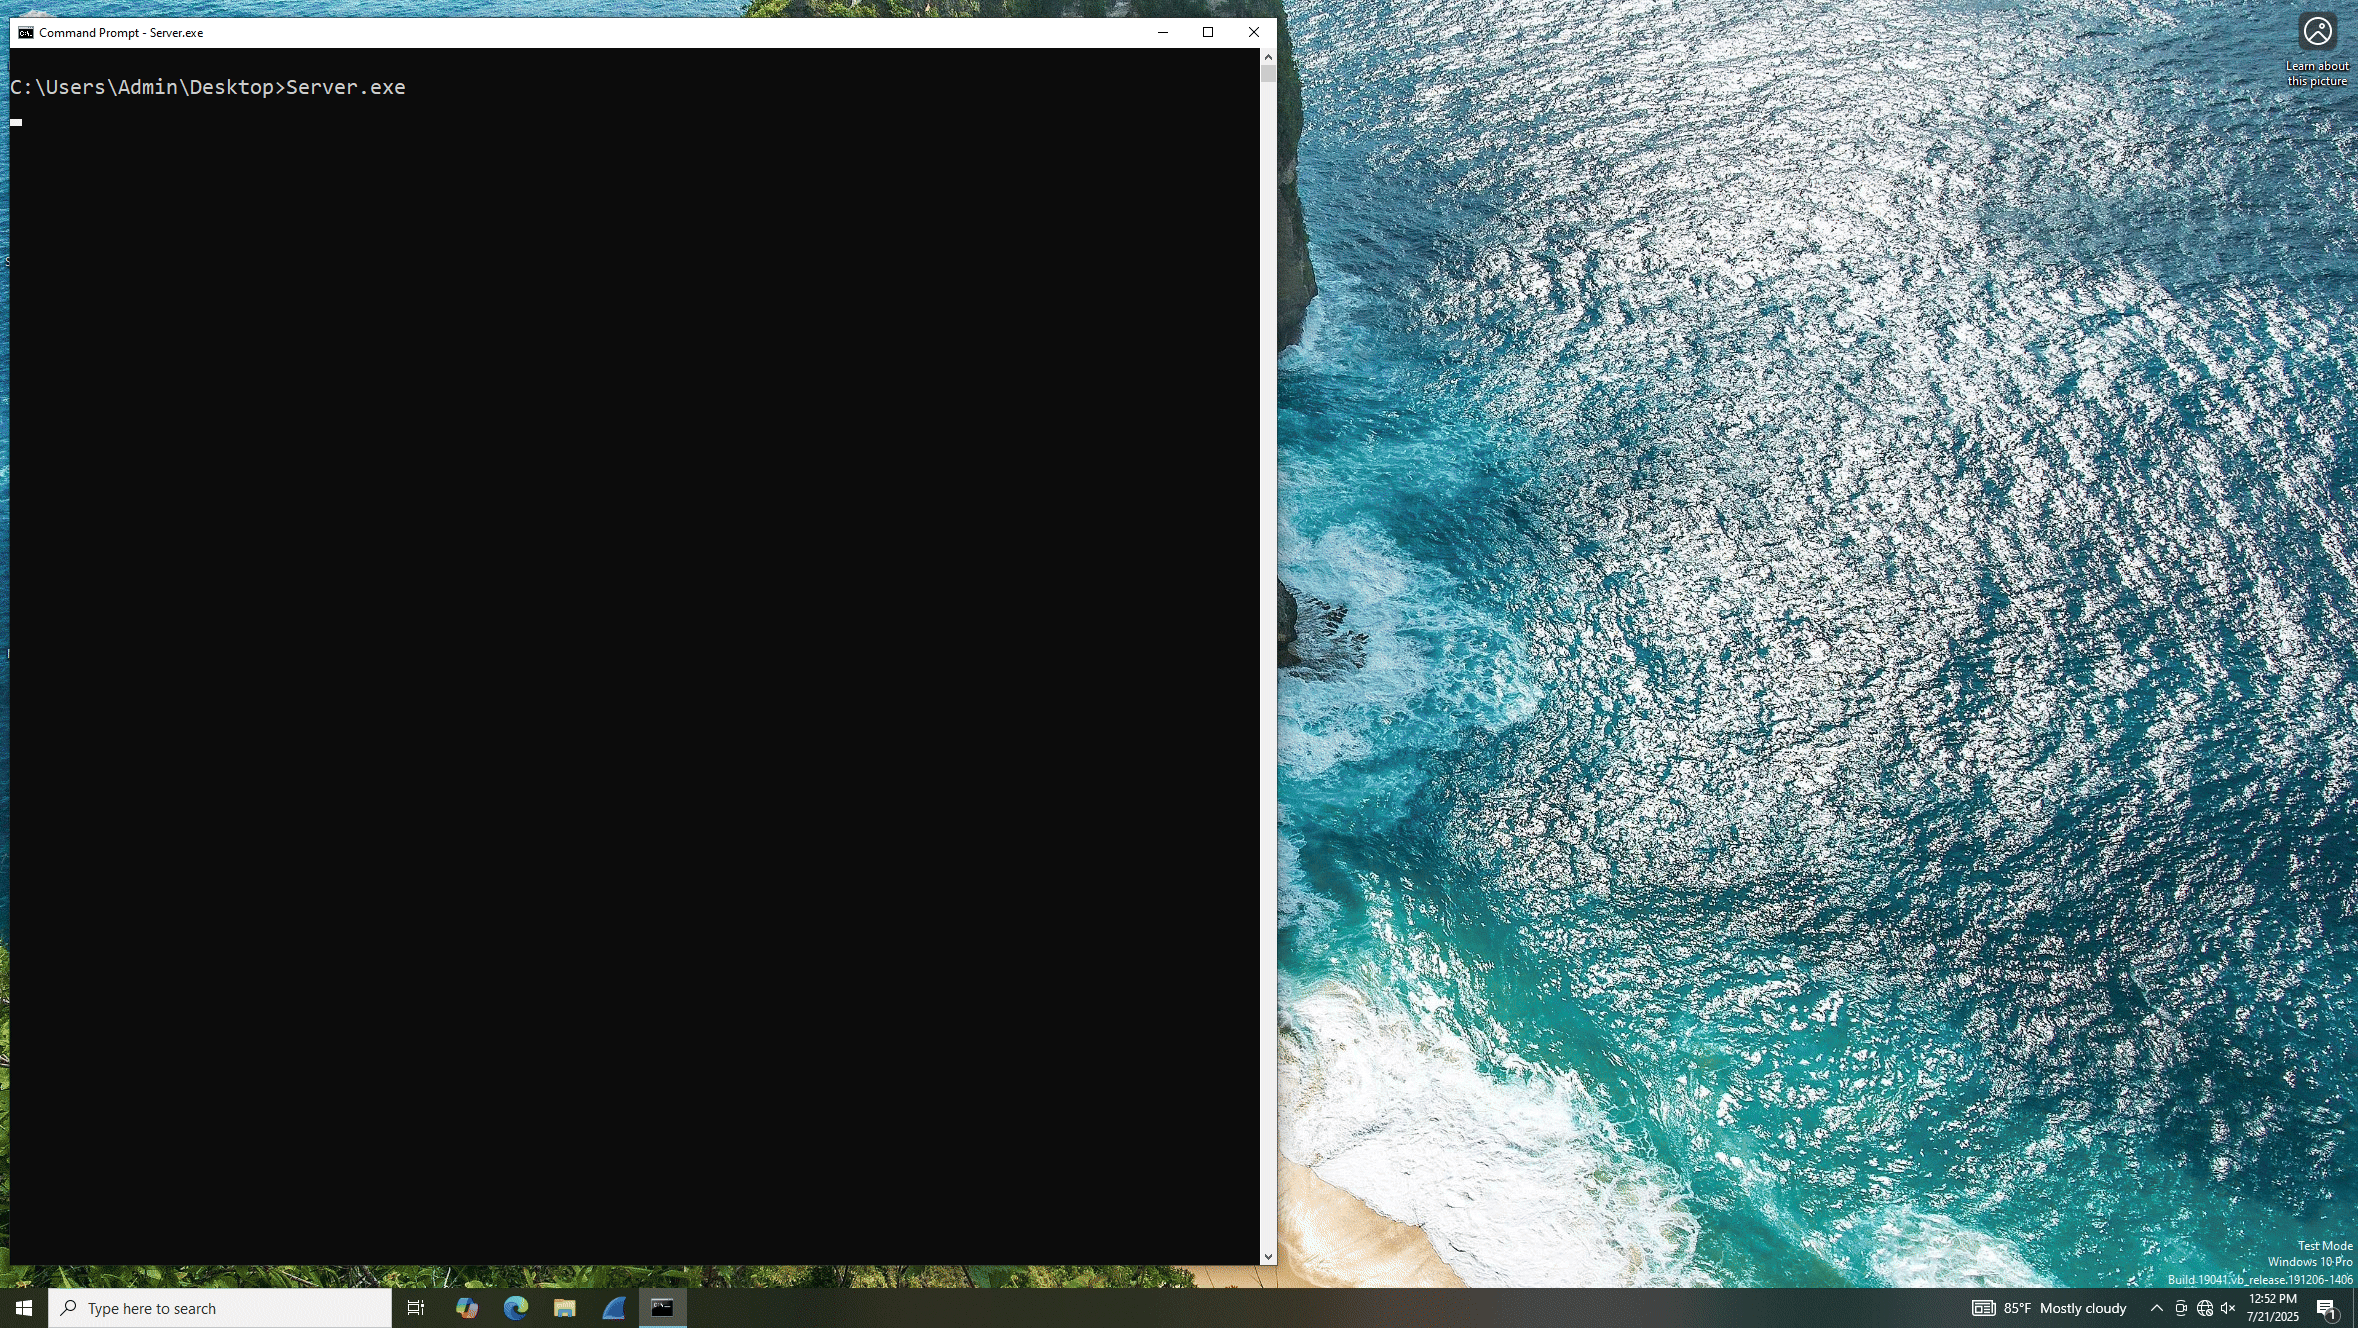 Command Prompt - Server.exe
C:\Users\Admin\Desktop>Server.exe
Learn about
this picture
Test Mode
Windows 10 Pro
Build 19041.vb_release.191206-1406
Type here to search
85°F Mostly cloudy
12:52 PM
7/21/2025
1